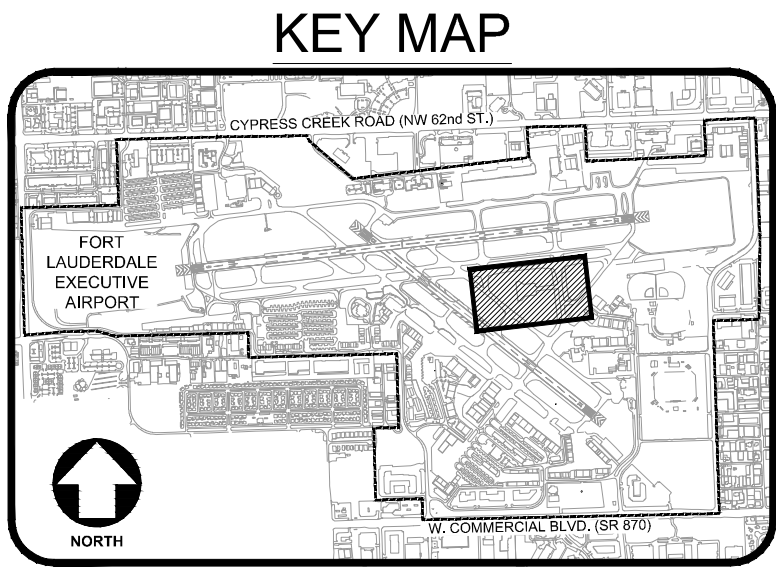 KEY MAP
CYPRESS CREEK ROAD (NW 62nd ST.)
FORT
LAUDERDALE
EXECUTIVE
AIRPORT
W. COMMERCIAL BLVD. (SR 870)
NORTH